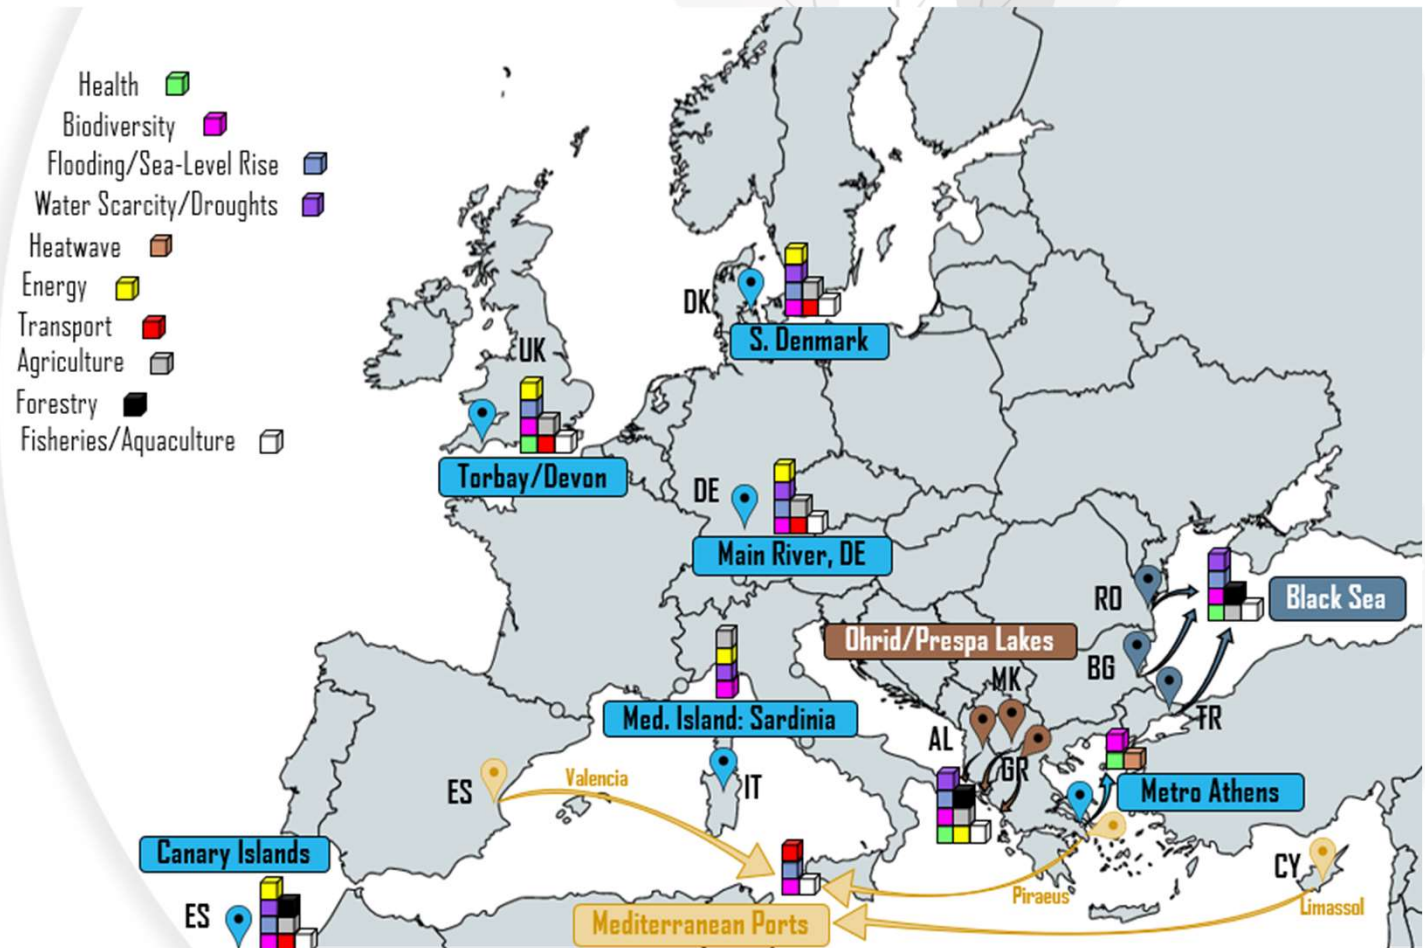 Health
Biodiversity
Flooding/Sea-Level Rise
Water Scarcity/Droughts
Heatwave
Energy
Transport
Agriculture
Forestry
Fisheries/Aquaculture
DK
S. Denmark
UK
Torbay/Devon
DE
Main River, DE
RO
Black Sea
Ohrid/Prespa Lakes
BG
MK
TR
Med. Island: Sardinia
AL
GR
ES
Valencia
IT
Metro Athens
Canary Islands
CY
ES
Piraeus
Limassol
Mediterranean Ports